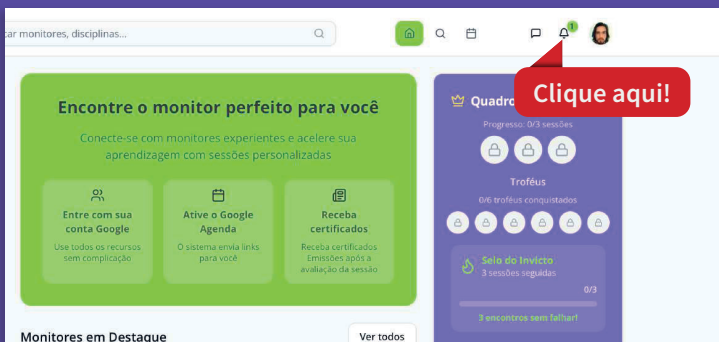 car monitores, disciplinas...
1
Clique aqui!
Encontre o monitor perfeito para você
Conecte-se com monitores experientes e acelere sua
aprendizagem com sessões personalizadas
Entre com sua
conta Google
Use todos os recursos
sem complicação
Ative o Google
Agenda
O sistema envia links
para você
Receba
certificados
Receba certificados
Emissões após a
avaliação da sessão
Quadro
Progresso: 0/3 sessões
Troféus
0/6 troféus conquistados
Selo do Invicto
3 sessões seguidas
0/3
3 encontros sem falhar!
Monitores em Destaque
Ver todos